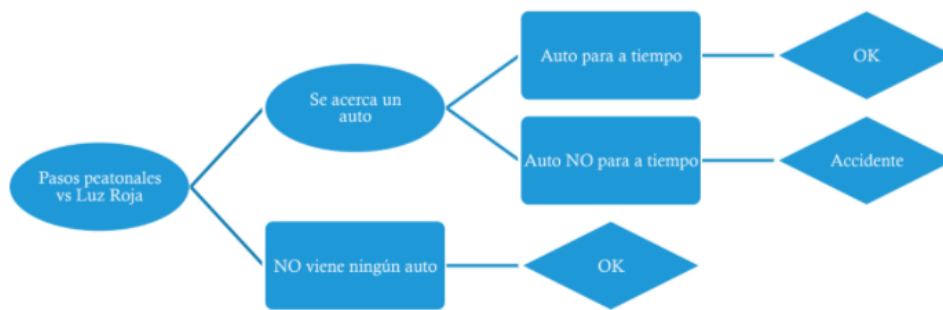 Auto para a tiempo
OK
Se acerca un
auto
Auto NO para a tiempo
Accidente
Pasos peatonales
vs Luz Roja
NO viene ningún auto
OK